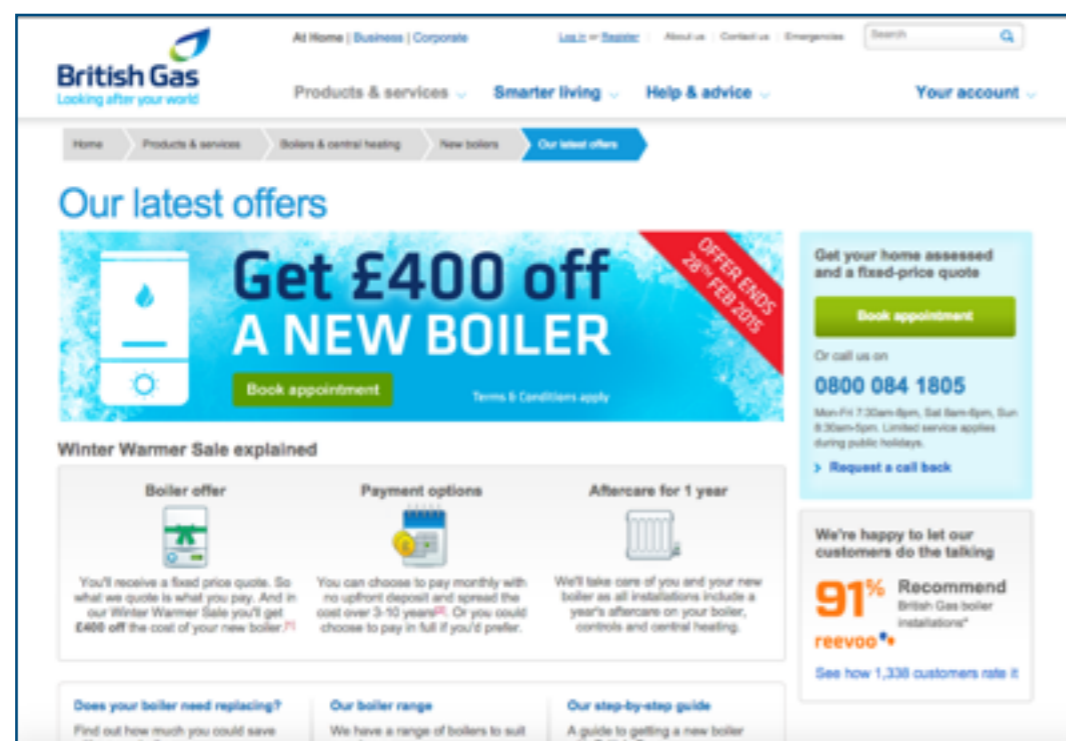 At Home | Business | Corporate
Log in or Register
About us
Contact us
Emergencies
Search
British Gas
Looking after your world
Products & services
Smarter living
Help & advice
Your account
Home
Products & services
Boilers & central heating
New boilers
Our latest offers
Our latest offers
Get £400 off
A NEW BOILER
Book appointment
Terms & Conditions apply
OFFER ENDS
28TH FEB 2015
Get your home assessed
and a fixed-price quote
Book appointment
Or call us on
0800 084 1805
Mon-Fri 7:30am-8pm, Sat 8am-6pm, Sun
8:30am-5pm. Limited service applies
during public holidays.
Request a call back
Winter Warmer Sale explained
Boiler offer
You'll receive a fixed price quote. So
what we quote is what you pay. And in
our Winter Warmer Sale you'll get
£400 off the cost of your new boiler.[1]
Payment options
You can choose to pay monthly with
no upfront deposit and spread the
cost over 3-10 years[2]. Or you could
choose to pay in full if you'd prefer.
Aftercare for 1 year
We'll take care of you and your new
boiler as all installations include a
year's aftercare on your boiler,
controls and central heating.
We're happy to let our
customers do the talking
91% Recommend
British Gas boiler
installations*
reevoo
See how 1,338 customers rate it
Does your boiler need replacing?
Find out how much you could save
Our boiler range
We have a range of boilers to suit
Our step-by-step guide
A guide to getting a new boiler